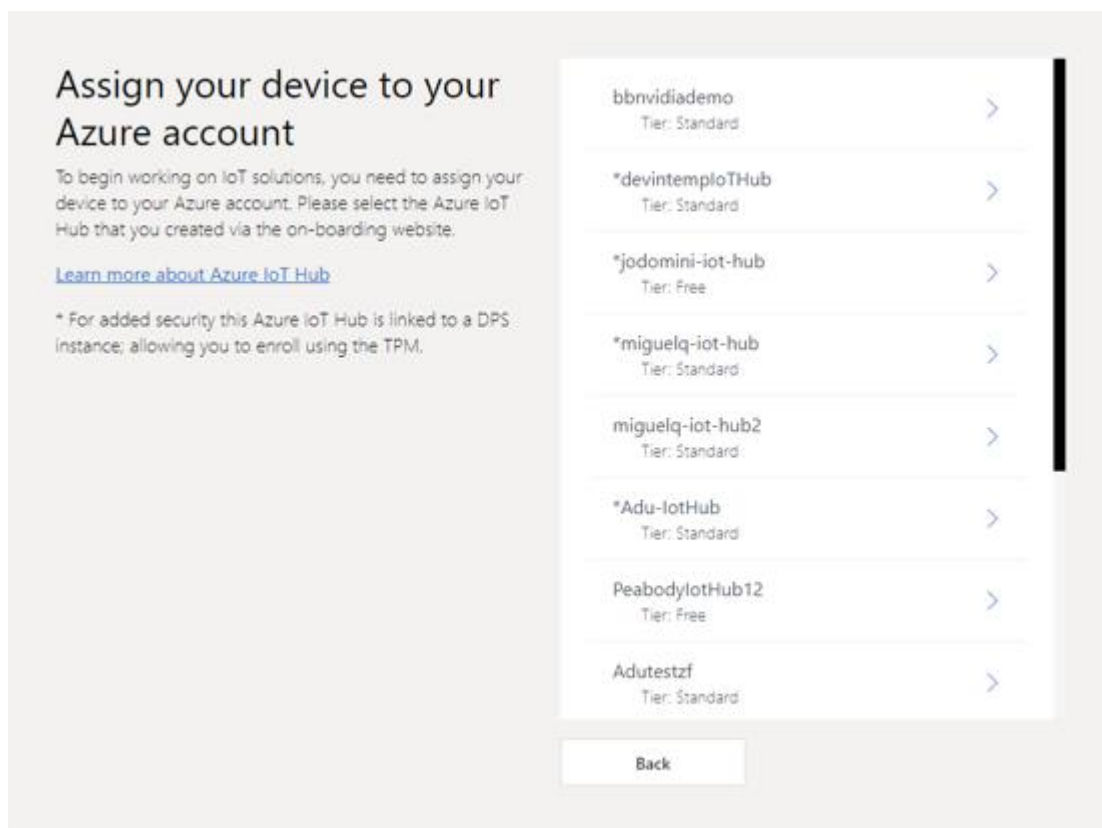 Assign your device to your
Azure account
To begin working on IoT solutions, you need to assign your
device to your Azure account. Please select the Azure IoT
Hub that you created via the on-boarding website.
Learn more about Azure IoT Hub
* For added security this Azure IoT Hub is linked to a DPS
instance; allowing you to enroll using the TPM.
bbnvidiademo
Tier: Standard
*devintempIoTHub
Tier: Standard
*jodomini-iot-hub
Tier: Free
*miguelq-iot-hub
Tier: Standard
miguelq-iot-hub2
Tier: Standard
*Adu-IotHub
Tier: Standard
PeabodyIotHub12
Tier: Free
Adutestzf
Tier: Standard
Back